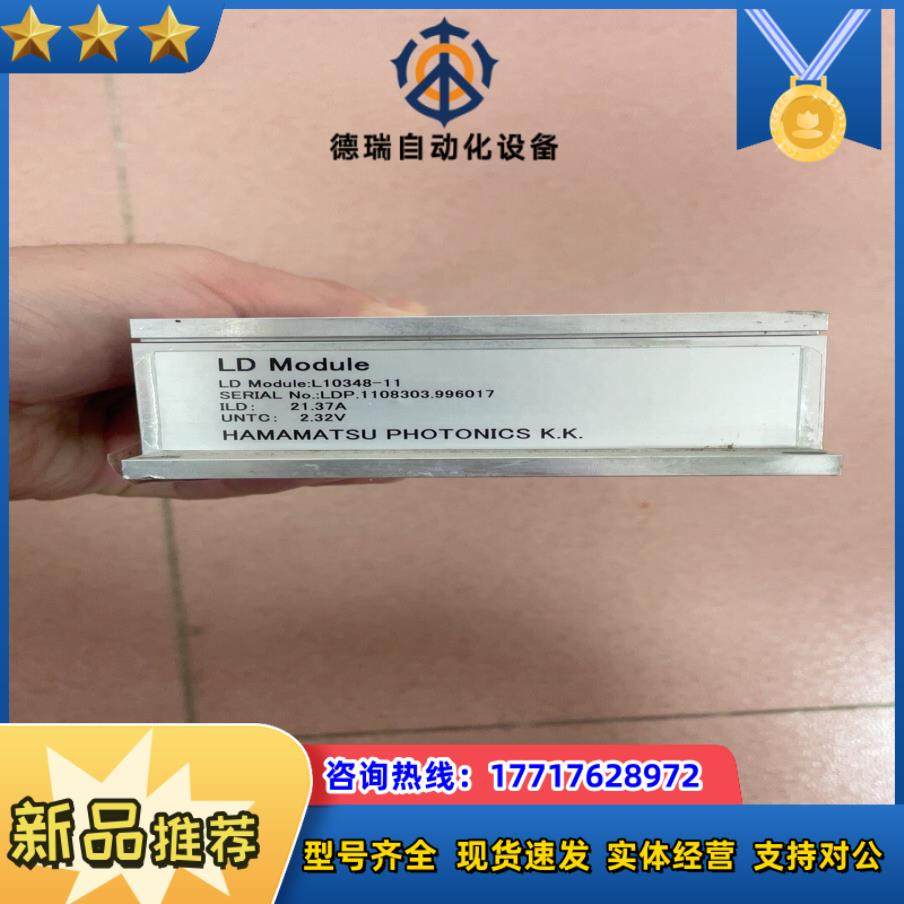 德瑞自动化设备
LD Module
LD Module:L10348-11
SERIAL No.:LDP.1108303.996017
ILD: 21.37A
UNTC: 2.32V
HAMAMATSU PHOTONICS K.K.
咨询热线：17717628972
新品推荐
型号齐全 现货速发 实体经营 支持对公